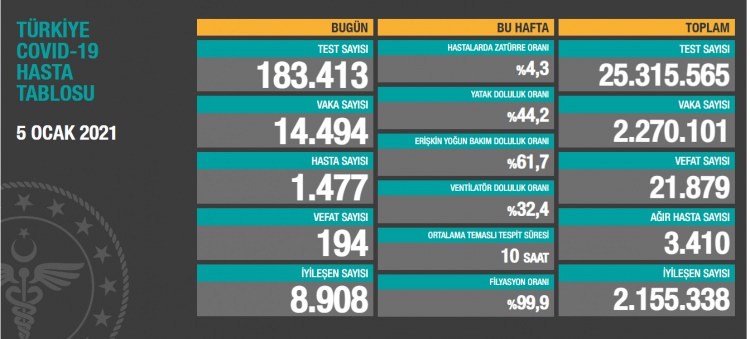 TÜRKİYE
COVID-19
HASTA
TABLOSU
5 OCAK 2021
BUGÜN
TEST SAYISI
183.413
VAKA SAYISI
14.494
HASTA SAYISI
1.477
VEFAT SAYISI
194
İYİLEŞEN SAYISI
8.908
BU HAFTA
HASTALARDA ZATÜRRE ORANI
%4,3
YATAK DOLULUK ORANI
%44,2
ERİŞKİN YOĞUN BAKIM DOLULUK ORANI
%61,7
VENTİLATÖR DOLULUK ORANI
%32,4
ORTALAMA TEMASLI TESPİT SÜRESİ
10 SAAT
FİLYASYON ORANI
%99,9
TOPLAM
TEST SAYISI
25.315.565
VAKA SAYISI
2.270.101
VEFAT SAYISI
21.879
AĞIR HASTA SAYISI
3.410
İYİLEŞEN SAYISI
2.155.338